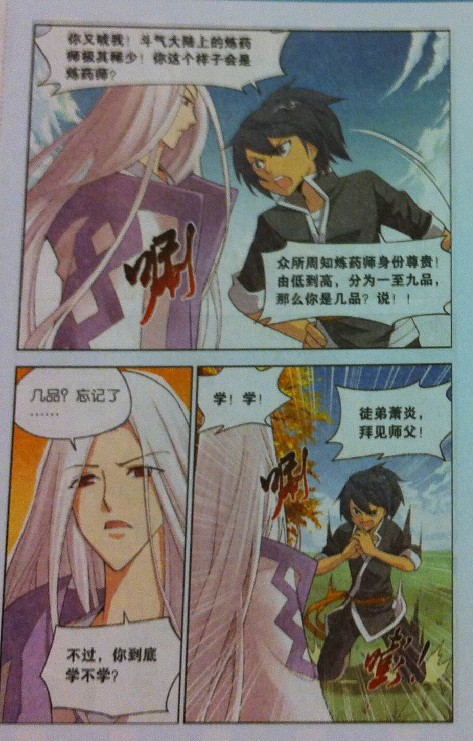 你又唬我！斗气大陆上的炼药
师极其稀少！你这个样子会是
炼药师？
唰
众所周知炼药师身份尊贵！
由低到高，分为一至九品，
那么你是几品？说！！
几品？忘记了
……
不过，你到底
学不学？
学！学！
唰
徒弟萧炎，
拜见师父！